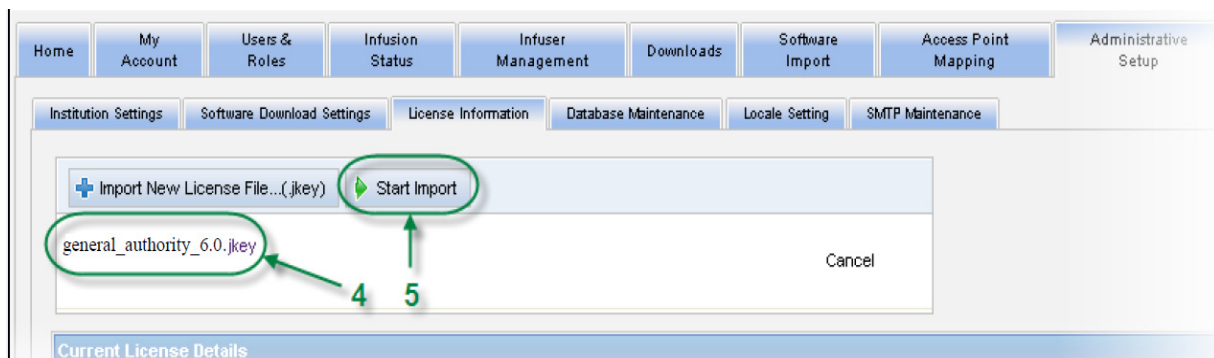 Home My Account Users & Roles Infusion Status Infuser Management Downloads Software Import Access Point Mapping Administrative Setup
Institution Settings Software Download Settings License Information Database Maintenance Locale Setting SMTP Maintenance
Import New License File...(.jkey) Start Import
general_authority_6.0.jkey
Cancel
4 5
Current License Details